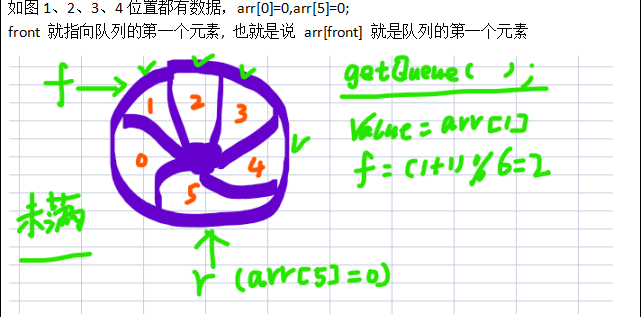 如图 1、2、3、4 位置都有数据，arr[0]=0,arr[5]=0;
front 就指向队列的第一个元素, 也就是说 arr[front] 就是队列的第一个元素
f
getQueue( );
1 2 3
Value = arr[1]
0 4
f = (1+1) % 6 = 2
5
未满
r (arr[5]=0)